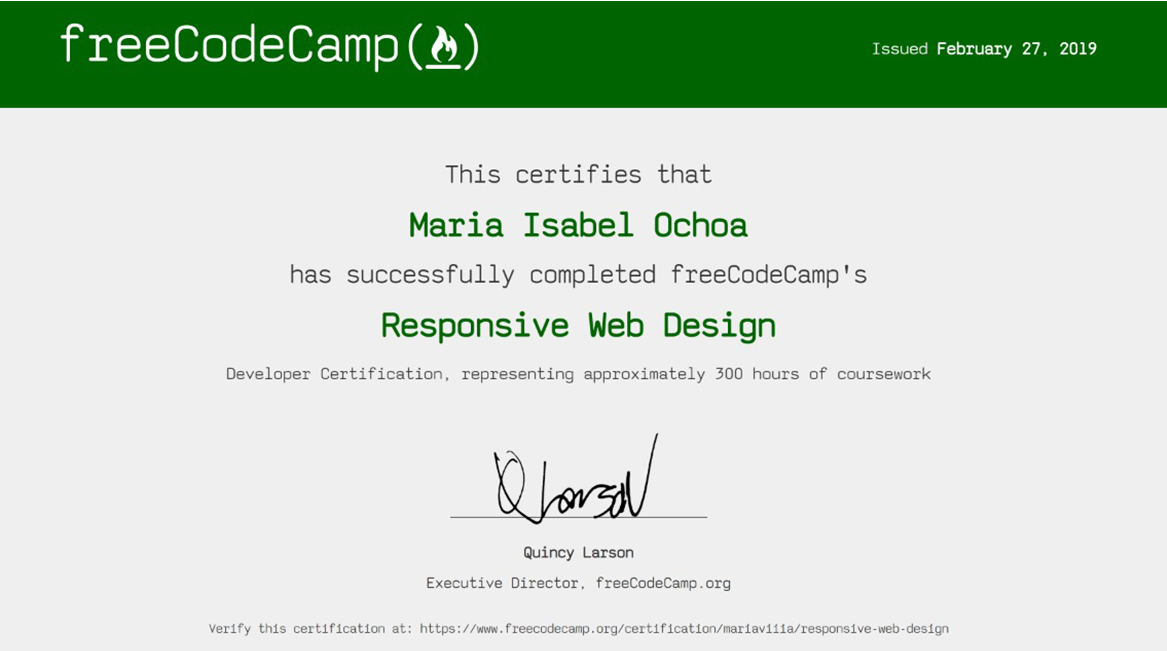 freeCodeCamp(🔥)
Issued February 27, 2019
This certifies that
Maria Isabel Ochoa
has successfully completed freeCodeCamp's
Responsive Web Design
Developer Certification, representing approximately 300 hours of coursework
Q Larson
Quincy Larson
Executive Director, freeCodeCamp.org
Verify this certification at: https://www.freecodecamp.org/certification/mariaviiia/responsive-web-design